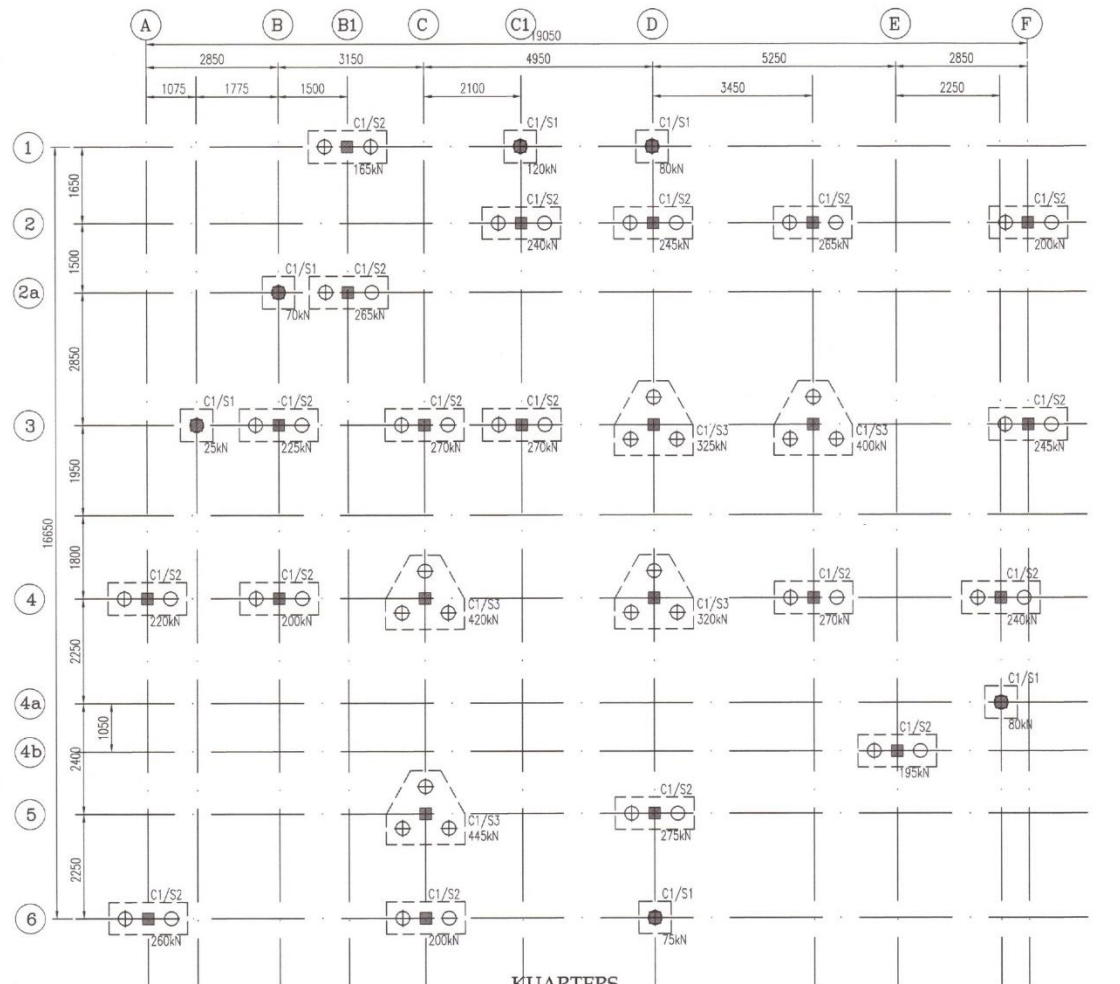 A B B1 C C1 D E F
19050
2850 3150 4950 5250 2850
1075 1775 1500 2100 3450 2250
1
C1/S2 C1/S1 C1/S1
165kN 120kN 80kN
1650
2
C1/S2 C1/S2 C1/S2 C1/S2
240kN 245kN 265kN 200kN
1500
2a
C1/S1 C1/S2
70kN 265kN
2850
3
C1/S1 C1/S2 C1/S2 C1/S2 C1/S3 C1/S3 C1/S2
25kN 225kN 270kN 270kN 325kN 400kN 245kN
1950
16650
1800
4
C1/S2 C1/S2 C1/S3 C1/S3 C1/S2 C1/S2
220kN 200kN 420kN 320kN 270kN 240kN
2250
4a
C1/S1
80kN
1050
2400
4b
C1/S2
195kN
5
C1/S3 C1/S2
445kN 275kN
2250
6
C1/S2 C1/S2 C1/S1
260kN 200kN 75kN
KUARTERS